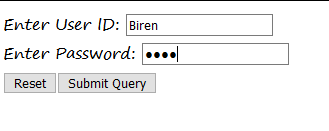 Enter User ID: Biren
Enter Password: ●●●●
Reset Submit Query